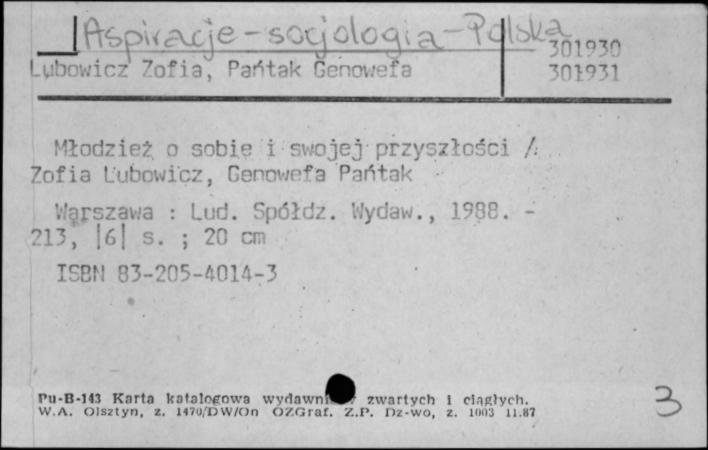 Aspiracje - socjologia - Polska
301930
Lubowicz Zofia, Pańtak Genowefa 301931
Młodzież o sobie i swojej przyszłości /
Zofia Lubowicz, Genowefa Pańtak
Warszawa : Lud. Spółdz. Wydaw., 1988. -
213, |6| s. ; 20 cm
ISBN 83-205-4014-3
Pu-B-143 Karta katalogowa wydawni zwartych i ciągłych.
W.A. Olsztyn, z. 1470/DW/On OZGraf. Z.P. Dz-wo, z. 1003 11.87
3